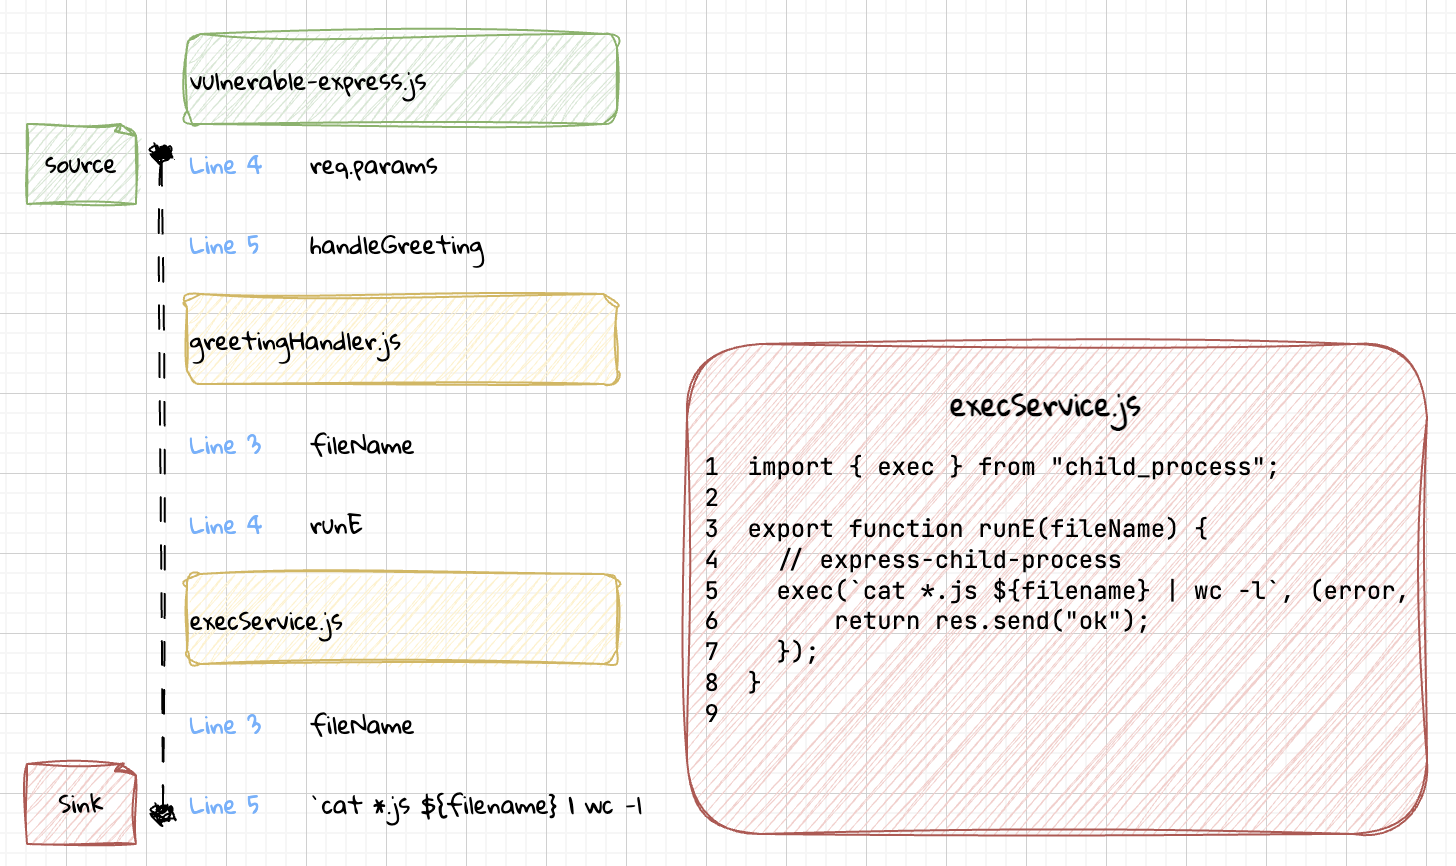 vulnerable-express.js
source
Line 4 req.params
Line 5 handleGreeting
greetingHandler.js
Line 3 fileName
Line 4 runE
execService.js
Line 3 fileName
Sink
Line 5 `cat *.js ${filename} | wc -l
execService.js
1 import { exec } from "child_process";
2
3 export function runE(fileName) {
4 // express-child-process
5 exec(`cat *.js ${filename} | wc -l`, (error,
6 return res.send("ok");
7 });
8 }
9